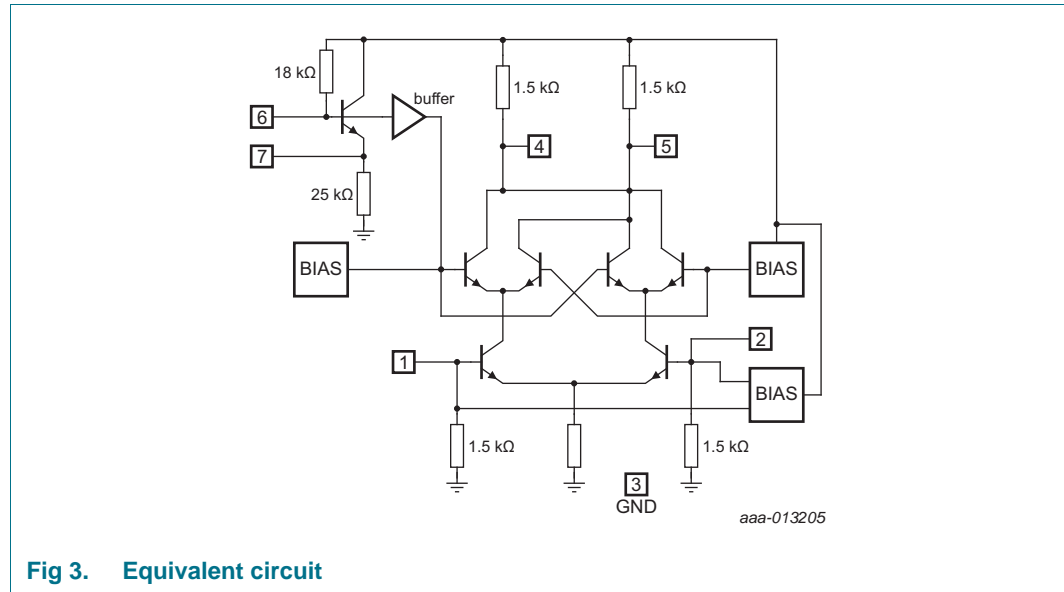 18 kΩ
1.5 kΩ
1.5 kΩ
buffer
6
4
5
7
25 kΩ
BIAS
BIAS
2
1
BIAS
1.5 kΩ
1.5 kΩ
3
GND
aaa-013205
Fig 3. Equivalent circuit